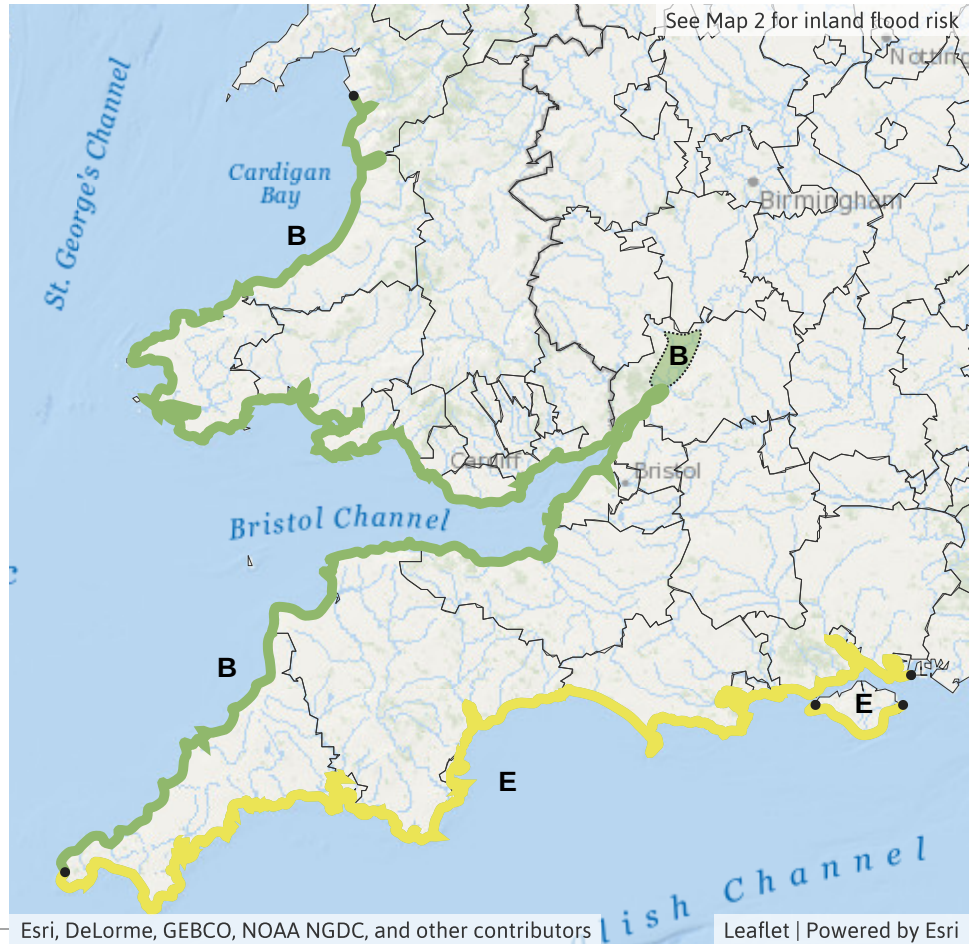 See Map 2 for inland flood risk
St. George's Channel
Cardigan
Bay
B
Birmingham
B
Cardiff
Bristol
Bristol Channel
B
E
E
lish Channel
Esri, DeLorme, GEBCO, NOAA NGDC, and other contributors
Leaflet | Powered by Esri